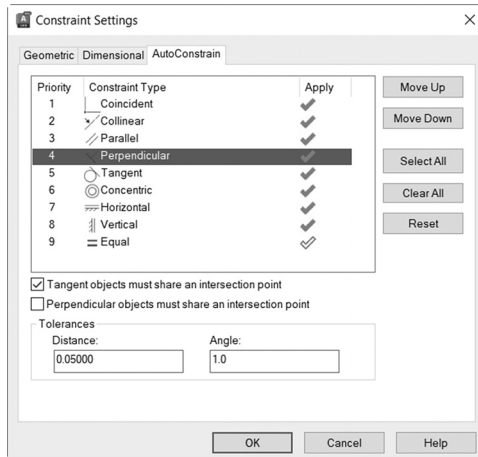 Constraint Settings
Geometric Dimensional AutoConstrain
Priority Constraint Type Apply
1 Coincident
2 Collinear
3 Parallel
4 Perpendicular
5 Tangent
6 Concentric
7 Horizontal
8 Vertical
9 Equal
Move Up
Move Down
Select All
Clear All
Reset
Tangent objects must share an intersection point
Perpendicular objects must share an intersection point
Tolerances
Distance: Angle:
0.05000 1.0
OK Cancel Help